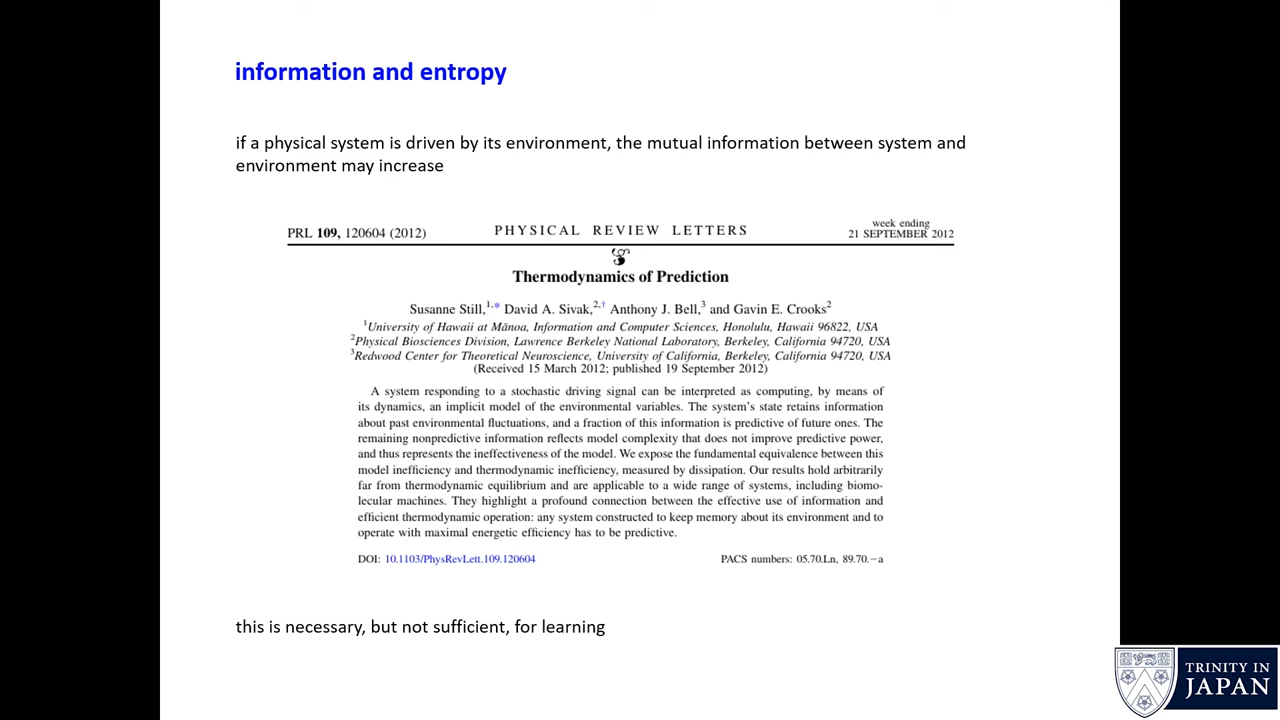 information and entropy
if a physical system is driven by its environment, the mutual information between system and
environment may increase
PRL 109, 120604 (2012)
PHYSICAL REVIEW LETTERS
week ending
21 SEPTEMBER 2012
Thermodynamics of Prediction
Susanne Still,1,* David A. Sivak,2,† Anthony J. Bell,3 and Gavin E. Crooks2
1University of Hawaii at Mānoa, Information and Computer Sciences, Honolulu, Hawaii 96822, USA
2Physical Biosciences Division, Lawrence Berkeley National Laboratory, Berkeley, California 94720, USA
3Redwood Center for Theoretical Neuroscience, University of California, Berkeley, California 94720, USA
(Received 15 March 2012; published 19 September 2012)
A system responding to a stochastic driving signal can be interpreted as computing, by means of
its dynamics, an implicit model of the environmental variables. The system's state retains information
about past environmental fluctuations, and a fraction of this information is predictive of future ones. The
remaining nonpredictive information reflects model complexity that does not improve predictive power,
and thus represents the ineffectiveness of the model. We expose the fundamental equivalence between this
model inefficiency and thermodynamic inefficiency, measured by dissipation. Our results hold arbitrarily
far from thermodynamic equilibrium and are applicable to a wide range of systems, including biomo-
lecular machines. They highlight a profound connection between the effective use of information and
efficient thermodynamic operation: any system constructed to keep memory about its environment and to
operate with maximal energetic efficiency has to be predictive.
DOI: 10.1103/PhysRevLett.109.120604
PACS numbers: 05.70.Ln, 89.70.−a
this is necessary, but not sufficient, for learning
TRINITY IN
JAPAN